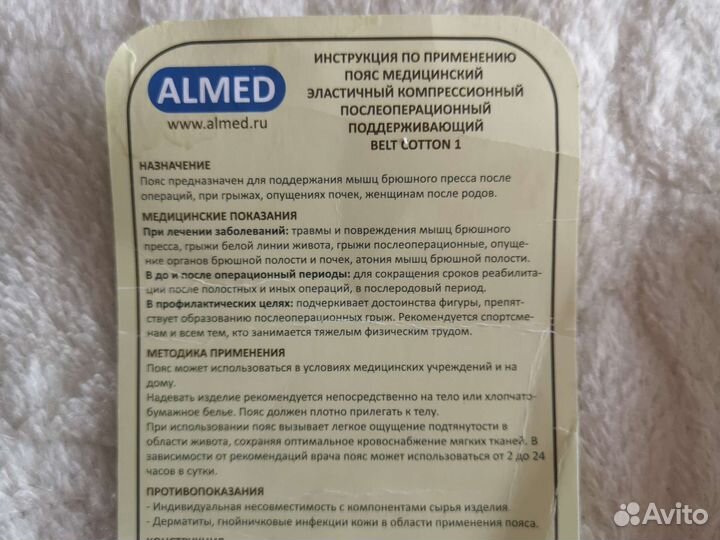 ALMED
www.almed.ru
ИНСТРУКЦИЯ ПО ПРИМЕНЕНИЮ
ПОЯС МЕДИЦИНСКИЙ
ЭЛАСТИЧНЫЙ КОМПРЕССИОННЫЙ
ПОСЛЕОПЕРАЦИОННЫЙ
ПОДДЕРЖИВАЮЩИЙ
BELT COTTON 1
НАЗНАЧЕНИЕ
Пояс предназначен для поддержания мышц брюшного пресса после
операций, при грыжах, опущениях почек, женщинам после родов.
МЕДИЦИНСКИЕ ПОКАЗАНИЯ
При лечении заболеваний: травмы и повреждения мышц брюшного
пресса, грыжи белой линии живота, грыжи послеоперационные, опуще-
ние органов брюшной полости и почек, атония мышц брюшной полости.
В до и после операционный периоды: для сокращения сроков реабилита-
ции после полостных и иных операций, в послеродовый период.
В профилактических целях: подчеркивает достоинства фигуры, препят-
ствует образованию послеоперационных грыж. Рекомендуется спортсме-
нам и всем тем, кто занимается тяжелым физическим трудом.
МЕТОДИКА ПРИМЕНЕНИЯ
Пояс может использоваться в условиях медицинских учреждений и на
дому.
Надевать изделие рекомендуется непосредственно на тело или хлопчато-
бумажное белье. Пояс должен плотно прилегать к телу.
При использовании пояс вызывает легкое ощущение подтянутости в
области живота, сохраняя оптимальное кровоснабжение мягких тканей. В
зависимости от рекомендаций врача пояс может использоваться от 2 до 24
часов в сутки.
ПРОТИВОПОКАЗАНИЯ
- Индивидуальная несовместимость с компонентами сырья изделия.
- Дерматиты, гнойничковые инфекции кожи в области применения пояса.
Avito